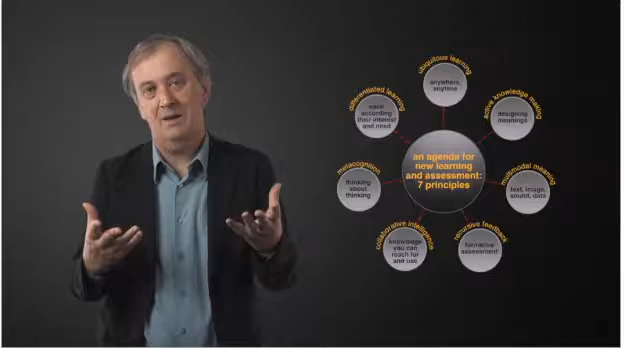 an agenda for
new learning
and assessment:
7 principles
ubiquitous learning
anywhere,
anytime
active knowledge making
designing
meanings
multimodal meaning
text, image,
sound, data
recursive feedback
formative
assessment
collaborative intelligence
knowledge
you can
reach for
and use
metacognition
thinking
about
thinking
differentiated learning
each
according
their interest
and need